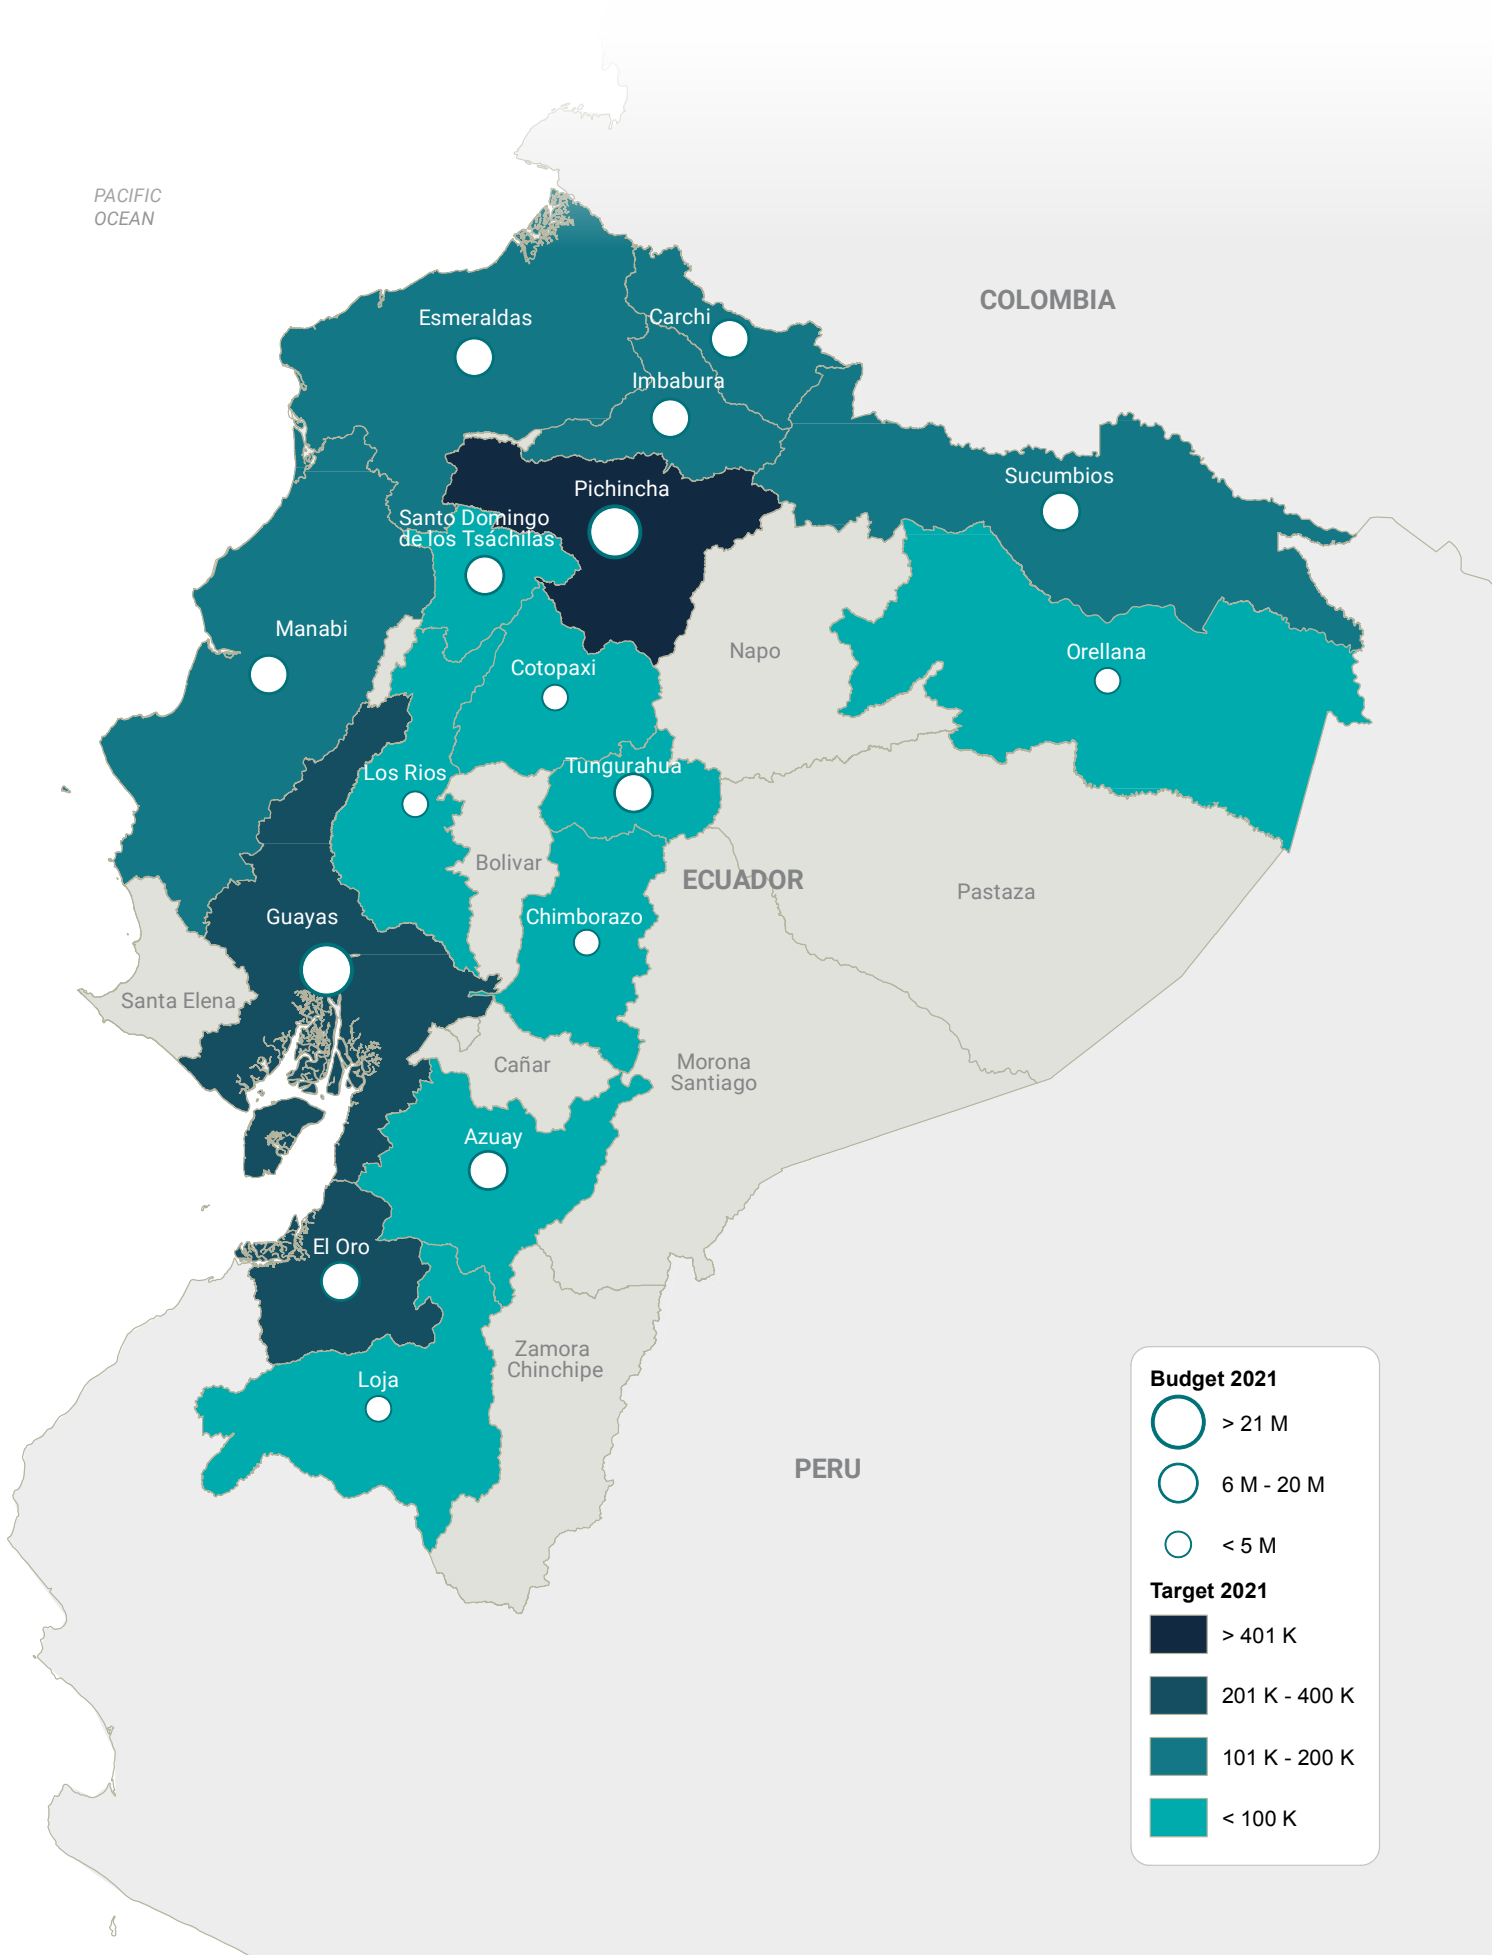 PACIFIC
OCEAN
COLOMBIA
Esmeraldas
Carchi
Imbabura
Sucumbios
Pichincha
Santo Domingo
de los Tsáchilas
Manabi
Napo
Orellana
Cotopaxi
Los Rios
Tungurahua
Bolivar
ECUADOR
Pastaza
Guayas
Chimborazo
Santa Elena
Cañar
Morona
Santiago
Azuay
El Oro
Zamora
Chinchipe
Loja
PERU
Budget 2021
> 21 M
6 M - 20 M
< 5 M
Target 2021
> 401 K
201 K - 400 K
101 K - 200 K
< 100 K